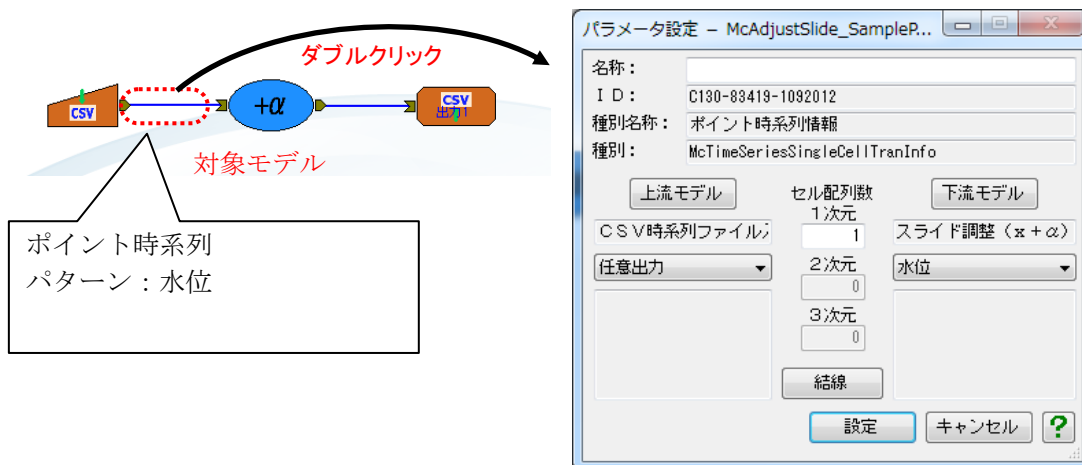 ダブルクリック
CSV
+α
CSV
出力1
対象モデル
ポイント時系列
パターン：水位
パラメータ設定 － McAdjustSlide_SampleP...
名称：
ＩＤ： C130-83419-1092012
種別名称： ポイント時系列情報
種別： McTimeSeriesSingleCellTranInfo
上流モデル セル配列数 下流モデル
１次元
ＣＳＶ時系列ファイル 1 スライド調整（ｘ＋α）
任意出力 ２次元 水位
0
３次元
0
結線
設定 キャンセル ?